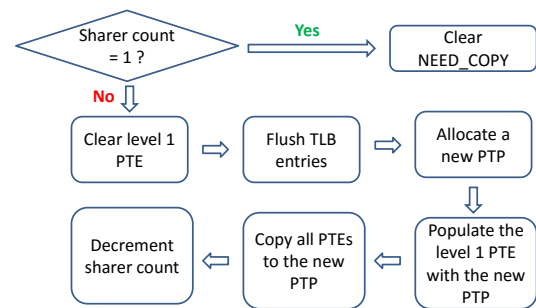 Sharer count
= 1 ?
Yes
Clear
NEED_COPY
No
Clear level 1
PTE
Flush TLB
entries
Allocate a
new PTP
Populate the
level 1 PTE
with the new
PTP
Copy all PTEs
to the new
PTP
Decrement
sharer count